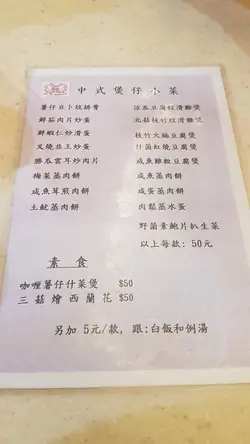 中式煲仔小菜
薯仔豆卜炆排骨
鮮茄肉片炒蛋
鮮蝦仁炒滑蛋
叉燒韭王炒蛋
勝瓜雲耳炒肉片
梅菜蒸肉餅
咸魚茸煎肉餅
土魷蒸肉餅
涼瓜豆腐炆滑雞煲
北菇枝竹炆滑雞煲
枝竹火腩豆腐煲
什菌紅燒豆腐煲
咸魚雞粒豆腐煲
咸魚蒸肉餅
咸蛋蒸肉餅
肉鬆蒸水蛋
野菌素鮑片扒生菜
以上每款: 50元
素食
咖喱薯仔什菜煲 $50
三菇燴西蘭花 $50
另加 5元/款, 跟:白飯和例湯